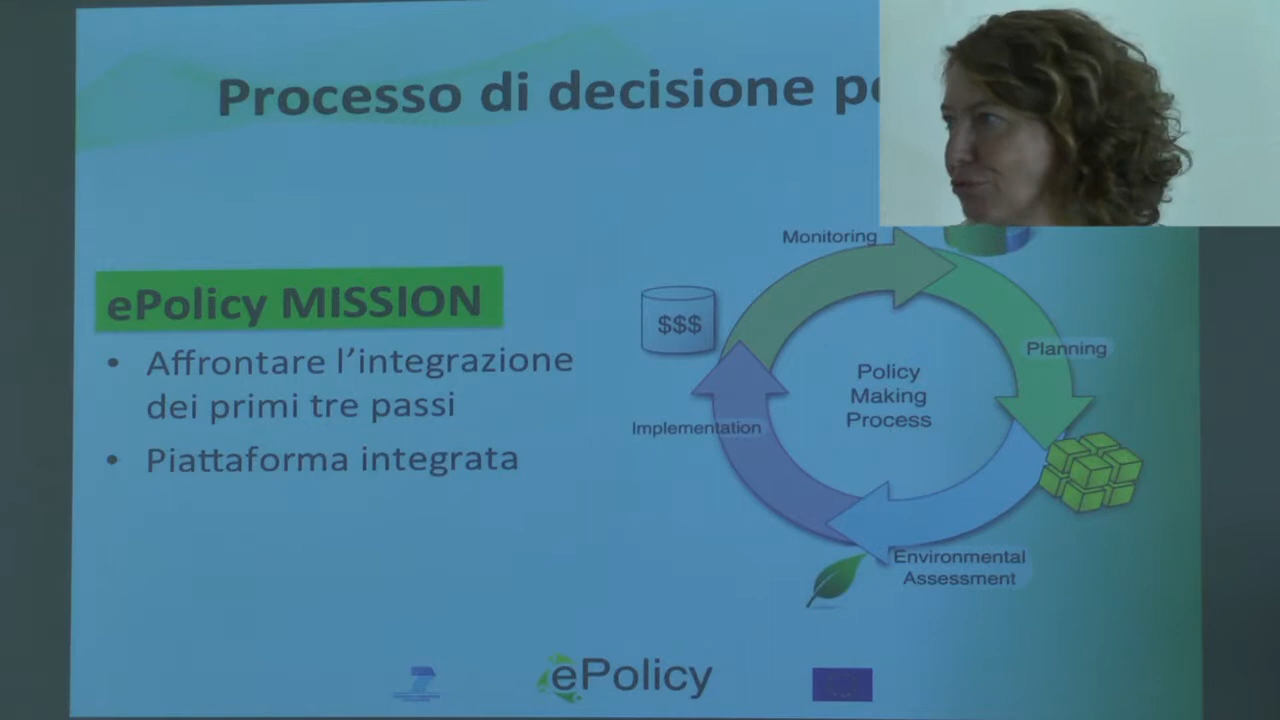 Processo di decisione
Monitoring
ePolicy MISSION
$$$
• Affrontare l’integrazione
dei primi tre passi
Planning
Policy
Making
Process
Implementation
• Piattaforma integrata
Environmental
Assessment
ePolicy